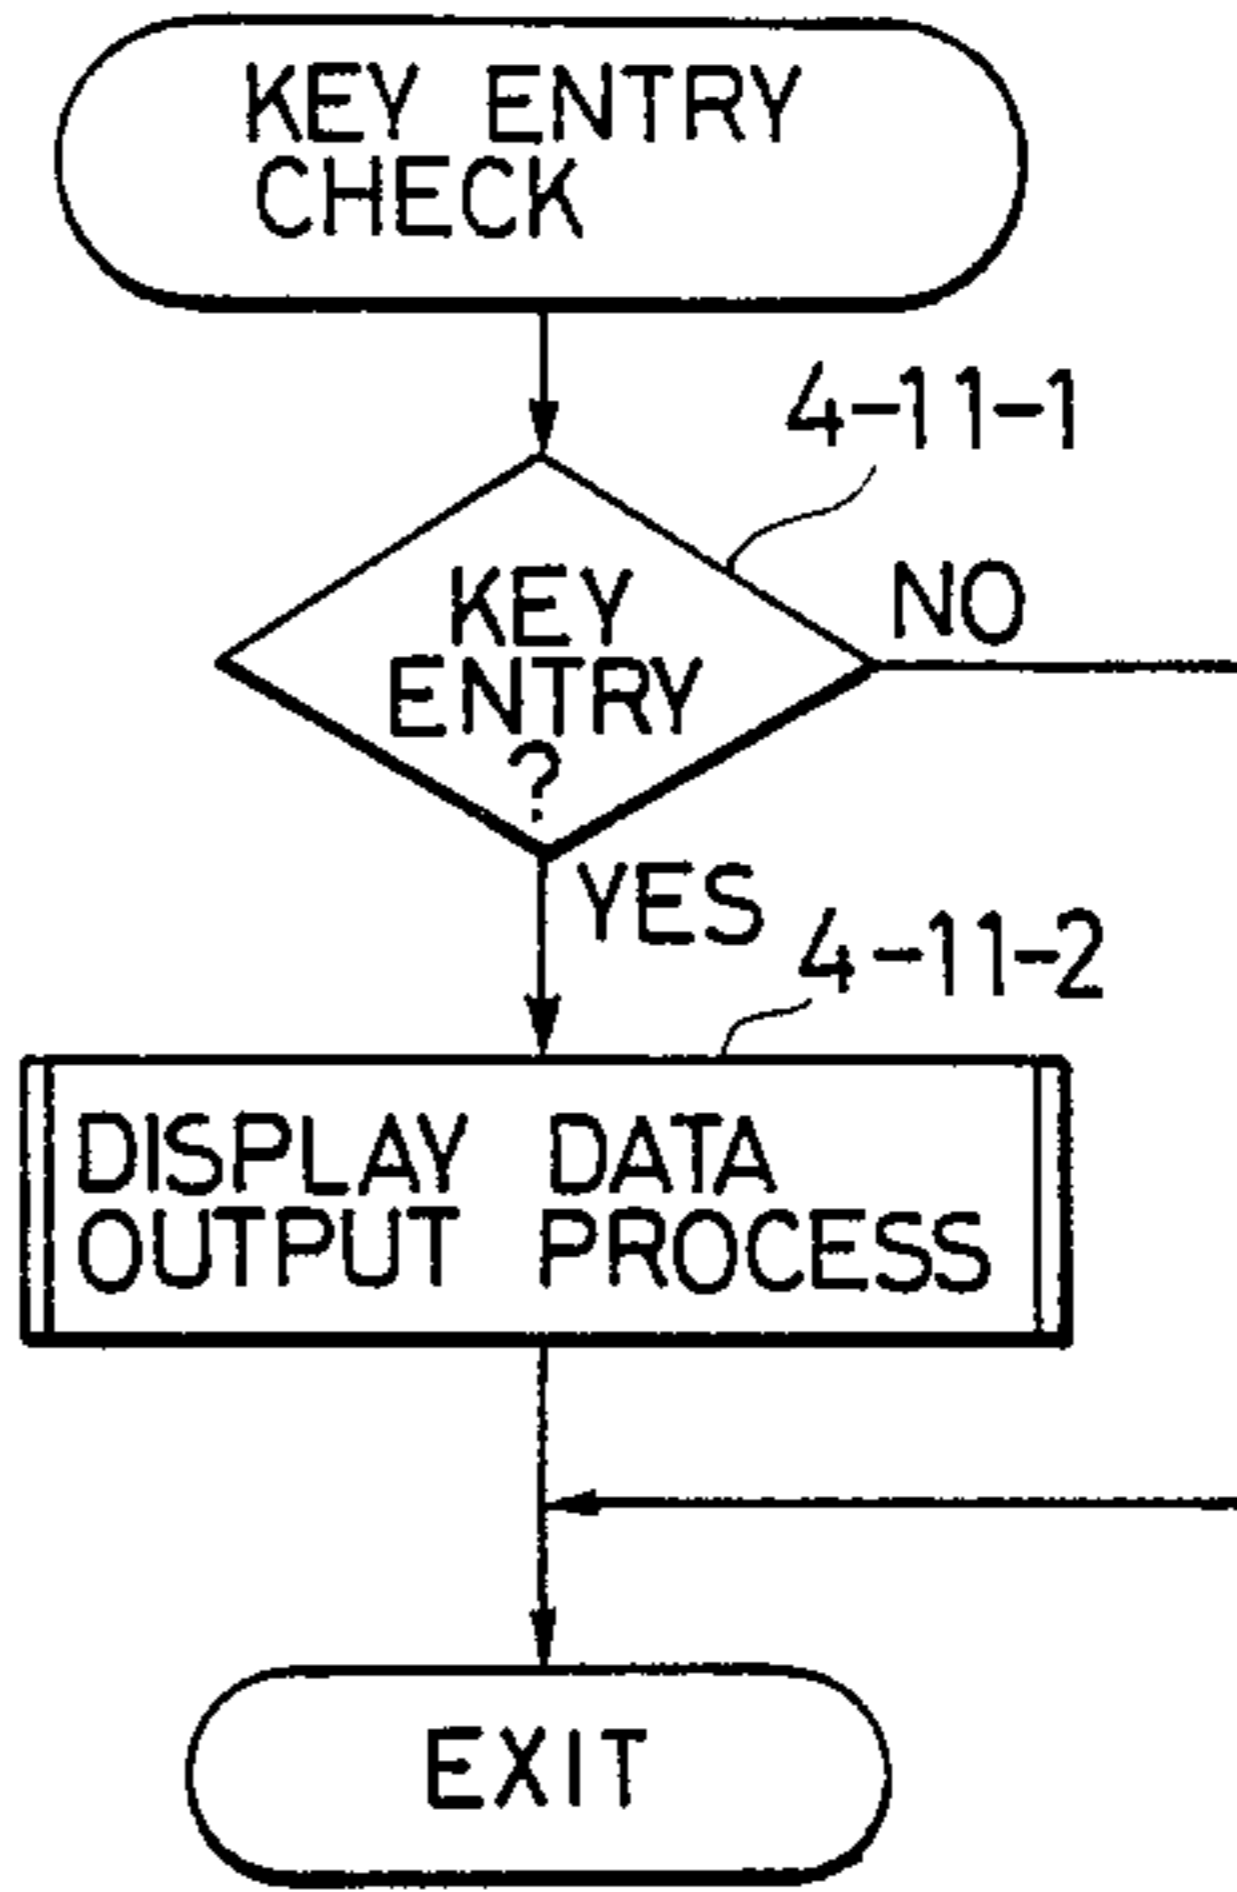 KEY ENTRY
CHECK
4-11-1
KEY
ENTRY
?
NO
YES
4-11-2
DISPLAY DATA
OUTPUT PROCESS
EXIT